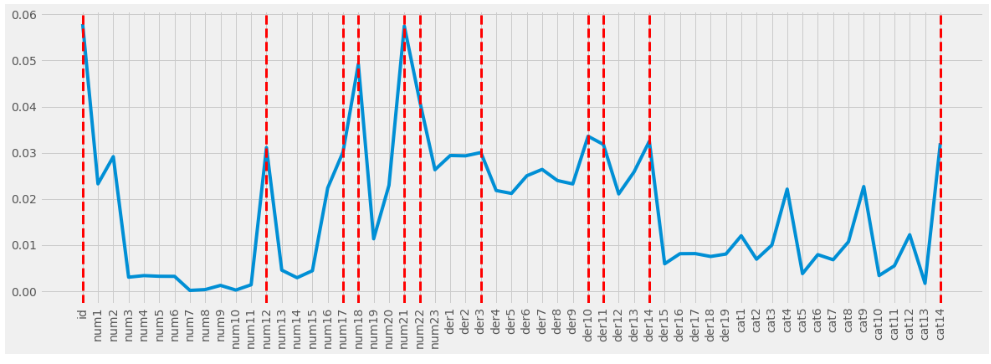 0.06
0.05
0.04
0.03
0.02
0.01
0.00
id
num1
num2
num3
num4
num5
num6
num7
num8
num9
num10
num11
num12
num13
num14
num15
num16
num17
num18
num19
num20
num21
num22
num23
der1
der2
der3
der4
der5
der6
der7
der8
der9
der10
der11
der12
der13
der14
der15
der16
der17
der18
der19
cat1
cat2
cat3
cat4
cat5
cat6
cat7
cat8
cat9
cat10
cat11
cat12
cat13
cat14